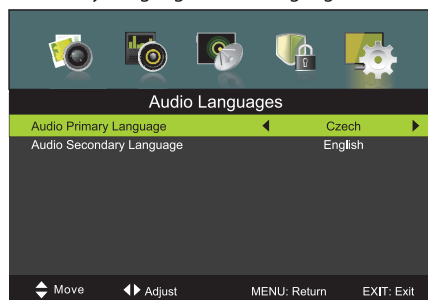 Audio Languages
Audio Primary Language Czech
Audio Secondary Language English
Move Adjust MENU: Return EXIT: Exit